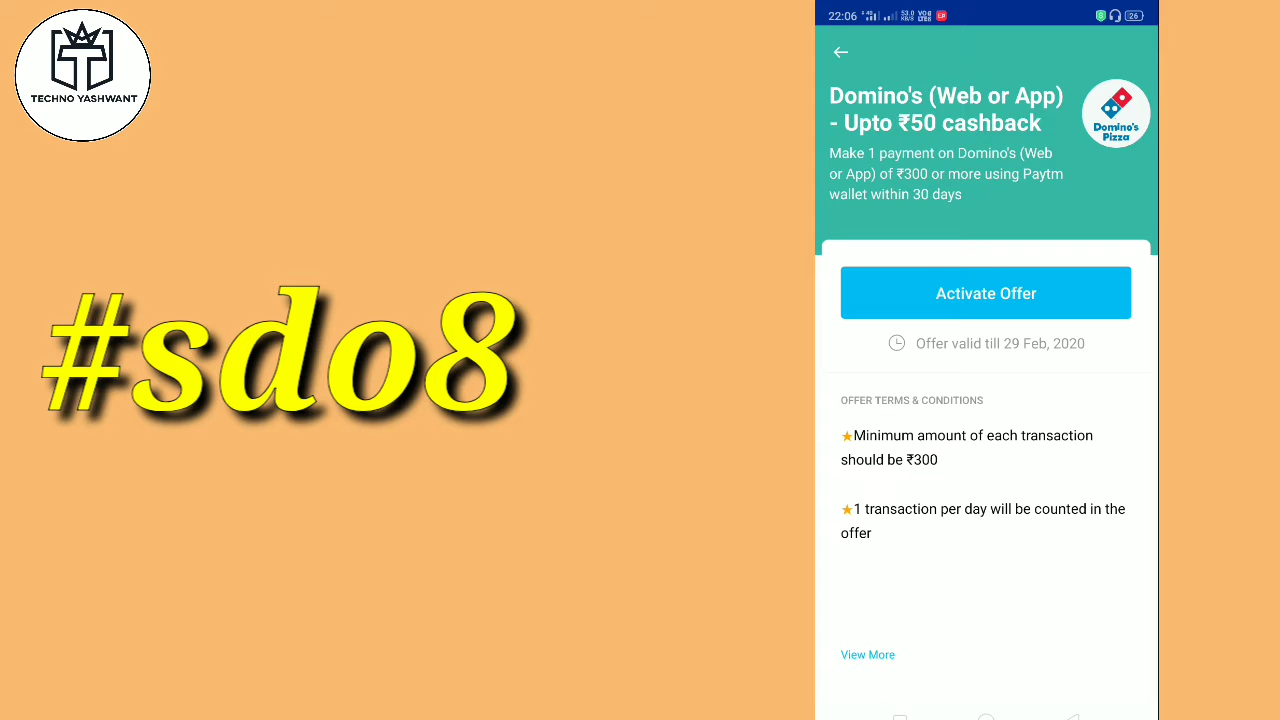 TECHNO YASHWANT
#sdo8
22:06
26
Domino's (Web or App)
- Upto ₹50 cashback
Domino's
Pizza
Make 1 payment on Domino's (Web
or App) of ₹300 or more using Paytm
wallet within 30 days
Activate Offer
Offer valid till 29 Feb, 2020
OFFER TERMS & CONDITIONS
★Minimum amount of each transaction
should be ₹300
★1 transaction per day will be counted in the
offer
View More